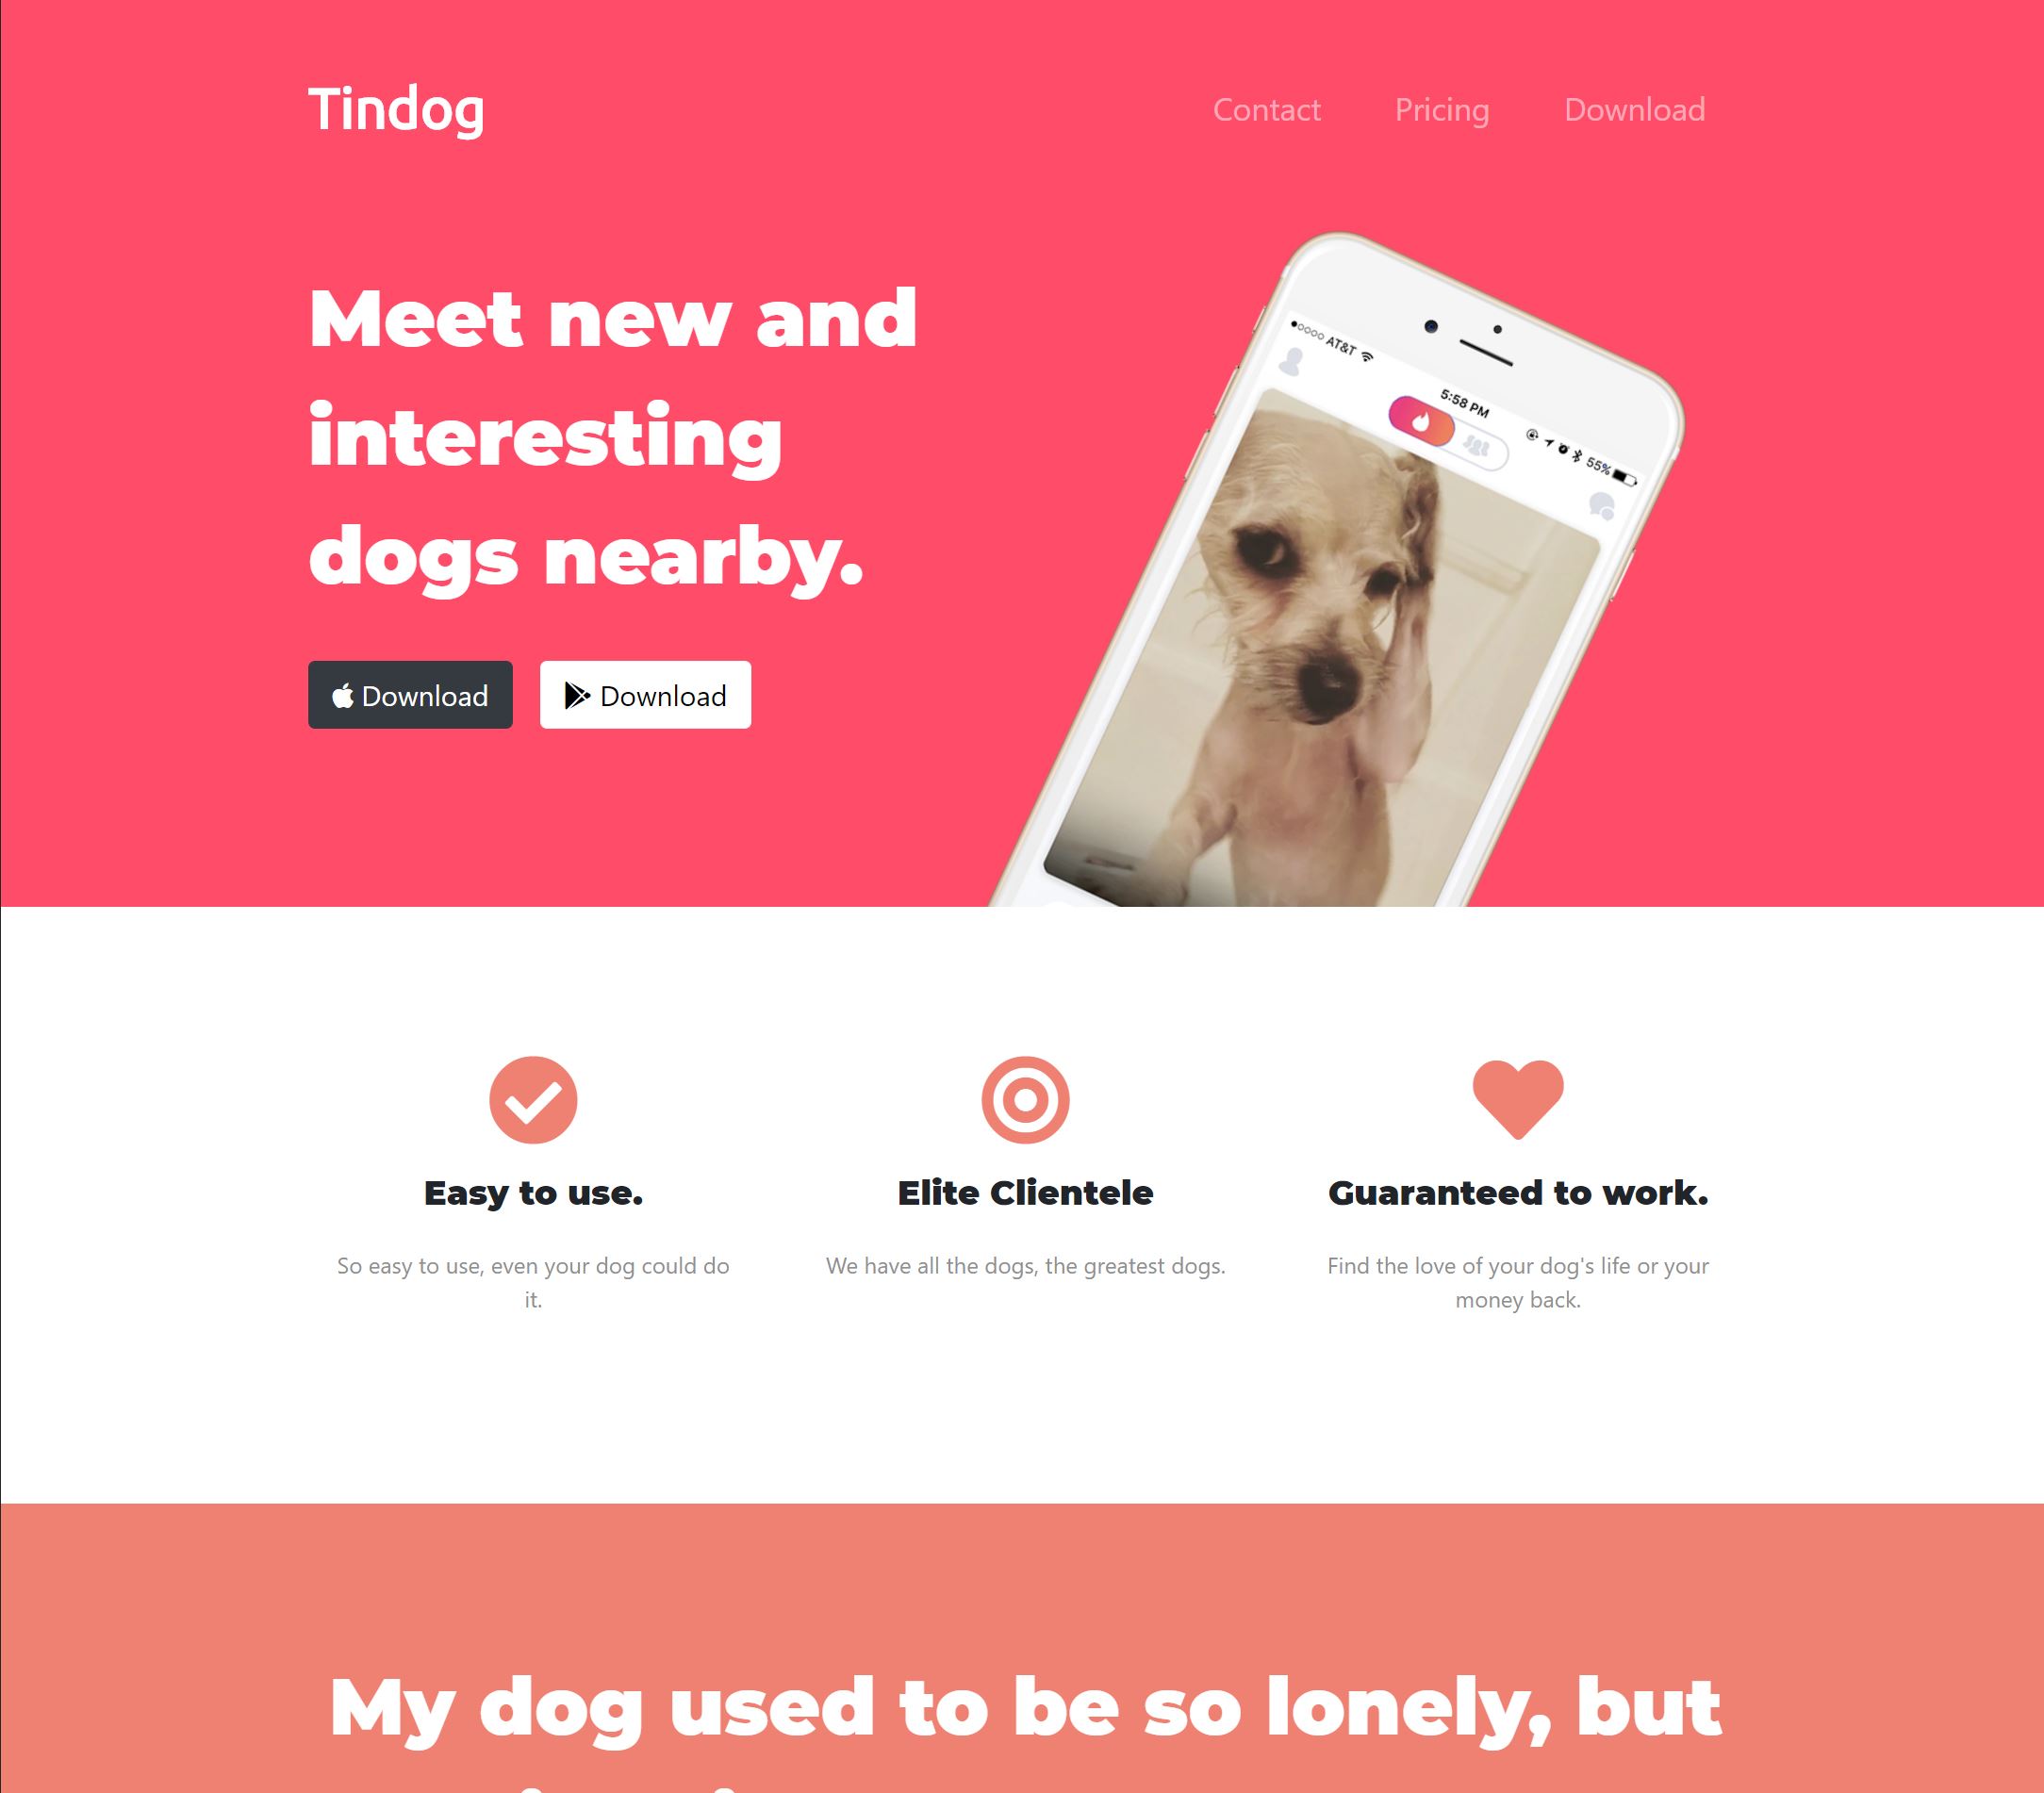 Tindog
Contact Pricing Download
Meet new and
interesting
dogs nearby.
Download Download
AT&T
5:58 PM
55%
Easy to use.
So easy to use, even your dog could do
it.
Elite Clientele
We have all the dogs, the greatest dogs.
Guaranteed to work.
Find the love of your dog's life or your
money back.
My dog used to be so lonely, but